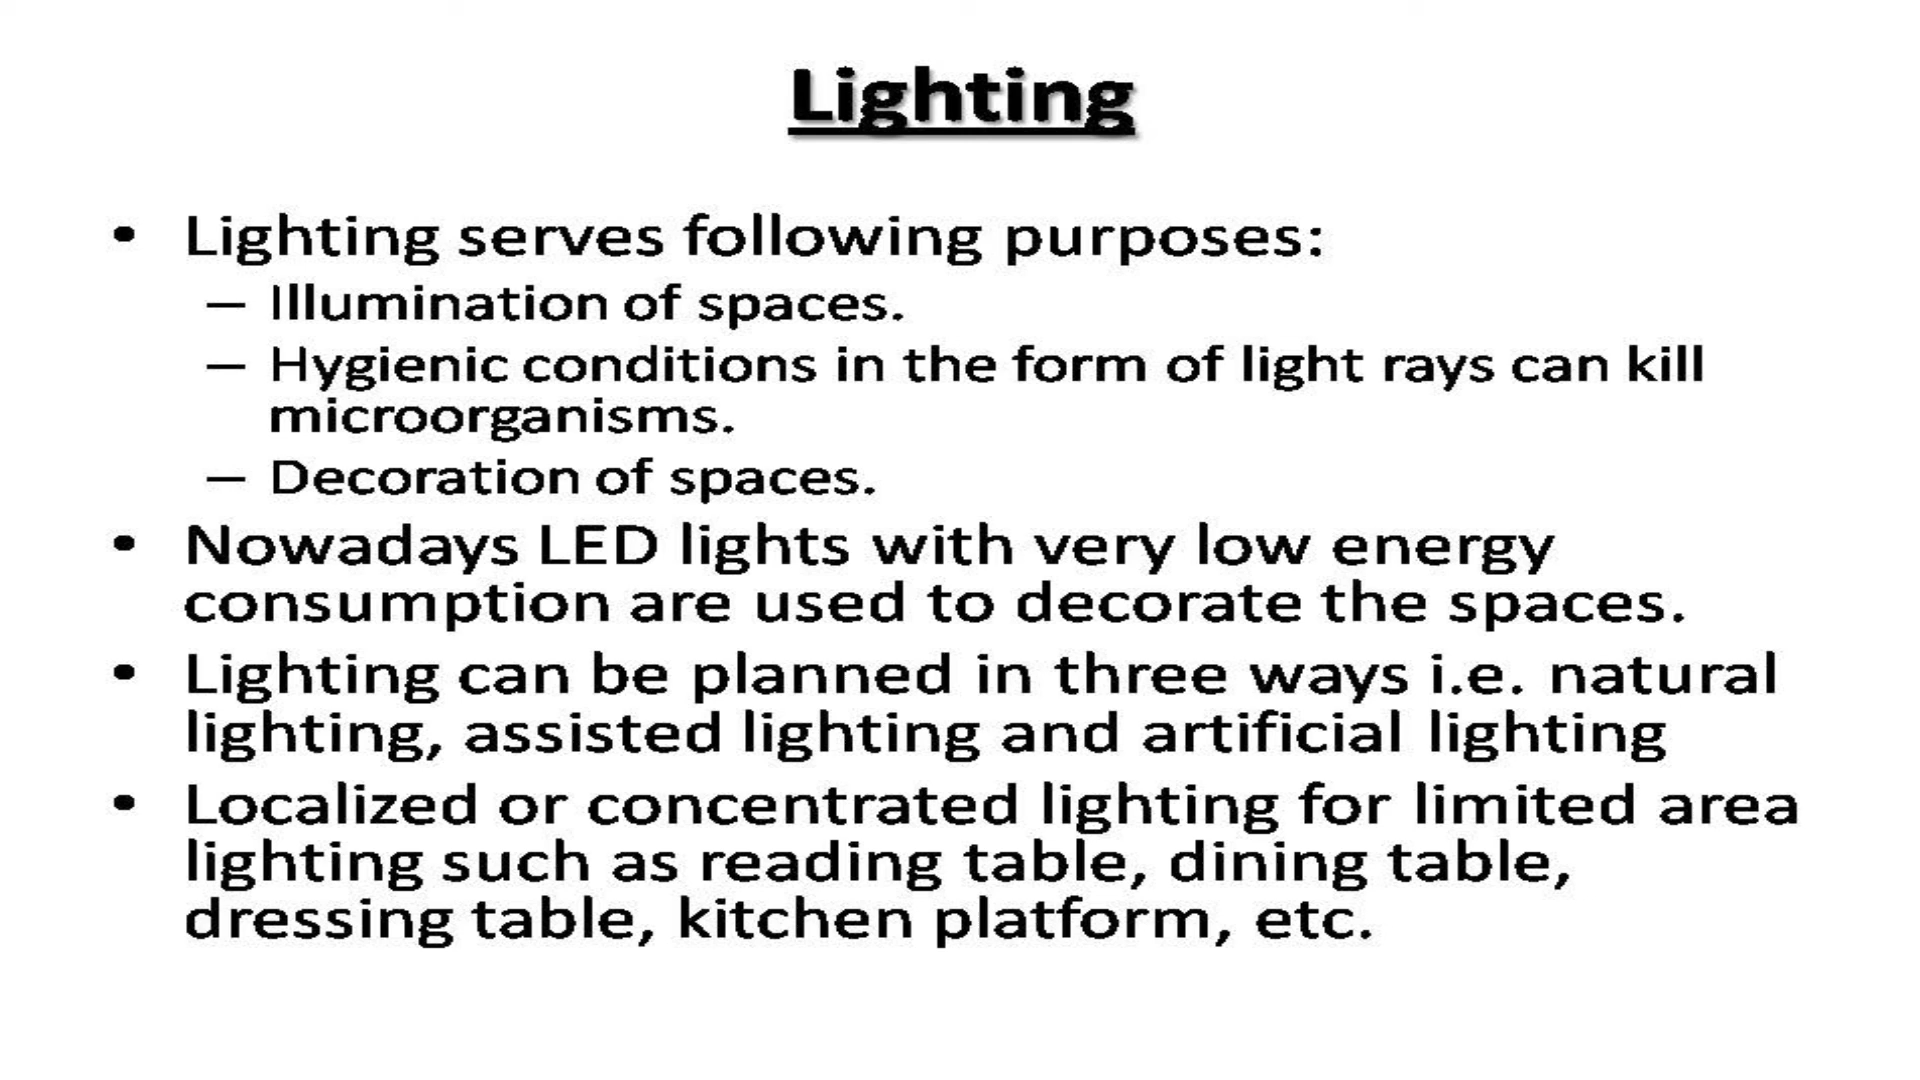 Lighting
• Lighting serves following purposes:
– Illumination of spaces.
– Hygienic conditions in the form of light rays can kill
microorganisms.
– Decoration of spaces.
• Nowadays LED lights with very low energy
consumption are used to decorate the spaces.
• Lighting can be planned in three ways i.e. natural
lighting, assisted lighting and artificial lighting
• Localized or concentrated lighting for limited area
lighting such as reading table, dining table,
dressing table, kitchen platform, etc.